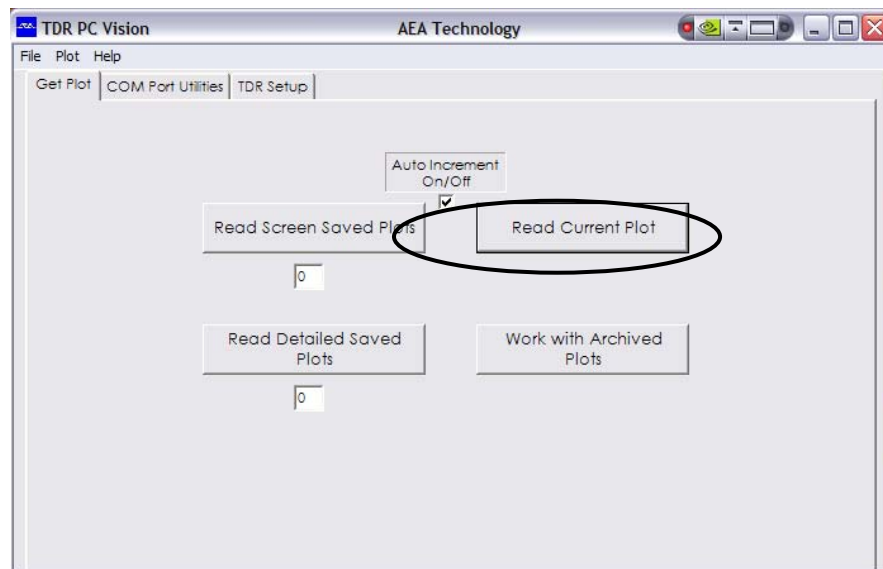 TDR PC Vision AEA Technology
File Plot Help
Get Plot COM Port Utilities TDR Setup
Auto Increment
On/Off
Read Screen Saved Plots Read Current Plot
0
Read Detailed Saved
Plots
Work with Archived
Plots
0